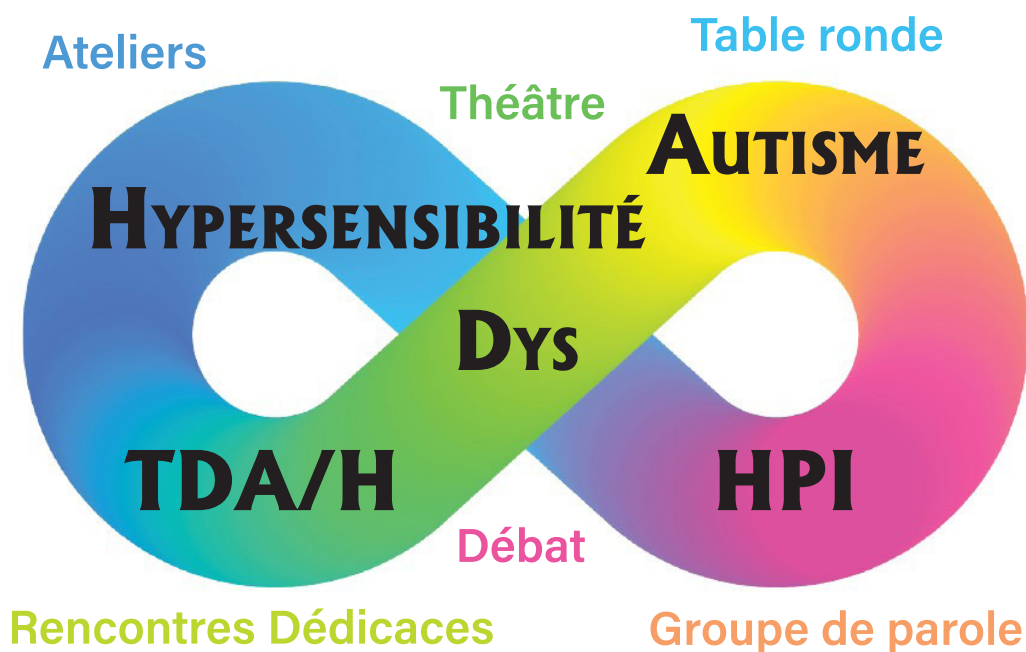 Table ronde
Ateliers
Théâtre
AUTISME
HYPERSENSIBILITÉ
DYS
TDA/H
HPI
Débat
Rencontres Dédicaces
Groupe de parole